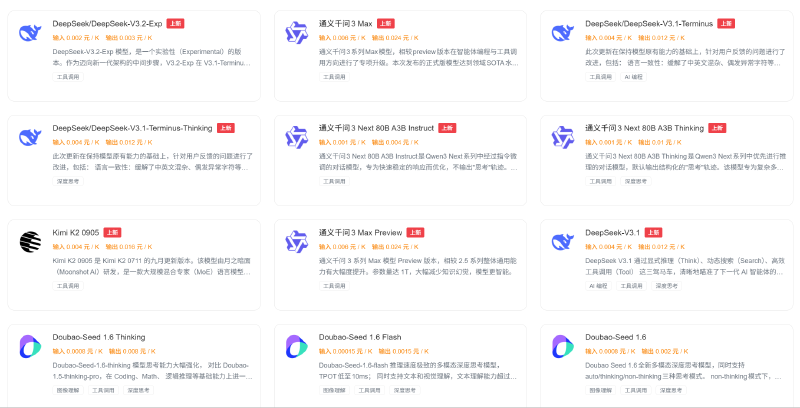 DeepSeek/DeepSeek-V3.2-Exp 上新
输入 0.002 元 / K 输出 0.003 元 / K
DeepSeek-V3.2-Exp 模型，是一个实验性（Experimental）的版
本。作为迈向新一代架构的中间步骤，V3.2-Exp 在 V3.1-Terminu...
工具调用
通义千问3 Max 上新
输入 0.006 元 / K 输出 0.024 元 / K
通义千问3系列Max模型，相较preview版本在智能体编程与工具调
用方向进行了专项升级。本次发布的正式版模型达到领域SOTA水...
工具调用
DeepSeek/DeepSeek-V3.1-Terminus 上新
输入 0.004 元 / K 输出 0.012 元 / K
此次更新在保持模型原有能力的基础上，针对用户反馈的问题进行了
改进，包括： 语言一致性：缓解了中英文混杂、偶发异常字符等...
工具调用 AI 编程
DeepSeek/DeepSeek-V3.1-Terminus-Thinking 上新
输入 0.004 元 / K 输出 0.012 元 / K
此次更新在保持模型原有能力的基础上，针对用户反馈的问题进行了
改进，包括： 语言一致性：缓解了中英文混杂、偶发异常字符等...
深度思考
通义千问3 Next 80B A3B Instruct 上新
输入 0.001 元 / K 输出 0.004 元 / K
通义千问3 Next 80B A3B Instruct是Qwen3 Next系列中经过指令微
调的对话模型，专为快速稳定的响应而优化，不输出"思考"轨迹。...
工具调用
通义千问3 Next 80B A3B Thinking 上新
输入 0.001 元 / K 输出 0.01 元 / K
通义千问3 Next 80B A3B Thinking是Qwen3 Next系列中优先进行推
理的对话模型，默认输出结构化的"思考"轨迹。该模型专为复杂多...
工具调用 深度思考
Kimi K2 0905 上新
输入 0.004 元 / K 输出 0.016 元 / K
Kimi K2 0905 是 Kimi K2 0711 的九月更新版本。该模型由月之暗面
（Moonshot AI）研发，是一款大规模混合专家（MoE）语言模型...
工具调用
通义千问3 Max Preview 上新
输入 0.006 元 / K 输出 0.024 元 / K
通义千问 3 系列 Max 模型 Preview 版本，相较 2.5 系列整体通用能
力有大幅度提升。参数量达 1T，大幅减少知识幻觉，模型更智能。
工具调用
DeepSeek-V3.1 上新
输入 0.004 元 / K 输出 0.012 元 / K
DeepSeek V3.1 通过显式推理（Think）、动态搜索（Search）、高效
工具调用（Tool） 这三驾马车，清晰地瞄准了下一代 AI 智能体的...
AI 编程 工具调用 深度思考
Doubao-Seed 1.6 Thinking
输入 0.0008 元 / K 输出 0.008 元 / K
Doubao-Seed-1.6-thinking 模型思考能力大幅强化， 对比 Doubao-
1.5-thinking-pro，在 Coding、Math、 逻辑推理等基础能力上进一...
图像理解 工具调用 深度思考
Doubao-Seed 1.6 Flash
输入 0.00015 元 / K 输出 0.0015 元 / K
Doubao-Seed-1.6-flash 推理速度极致的多模态深度思考模型，
TPOT 低至 10ms； 同时支持文本和视觉理解，文本理解能力超过...
图像理解 工具调用 深度思考
Doubao-Seed 1.6
输入 0.0008 元 / K 输出 0.002 元 / K
Doubao Seed 1.6全新多模态深度思考模型，同时支持
auto/thinking/non-thinking三种思考模式。 non-thinking模式下，...
图像理解 工具调用 深度思考